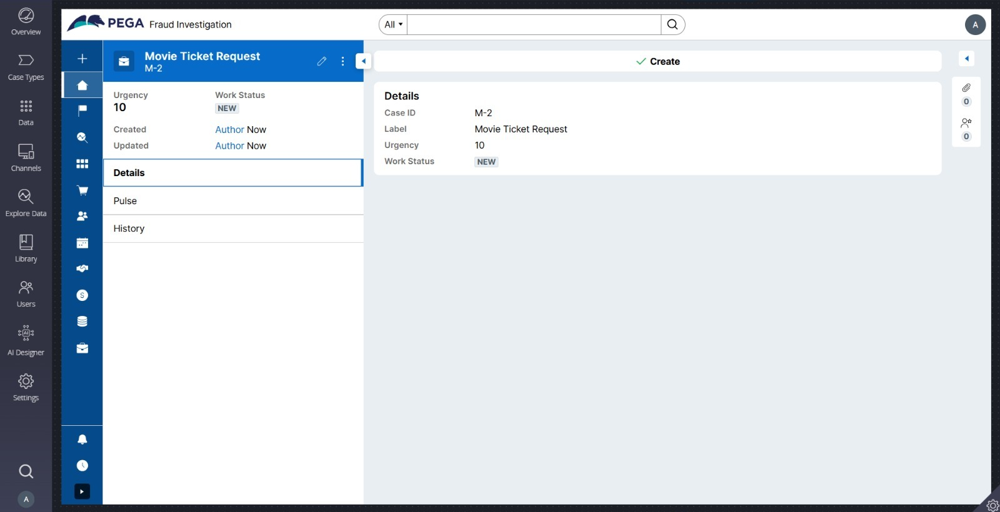 Overview
Case Types
Data
Channels
Explore Data
Library
Users
AI
AI Designer
Settings
A
PEGA Fraud Investigation
All
A
Movie Ticket Request
M-2
Urgency
10
Work Status
NEW
Created
Author Now
Updated
Author Now
Details
Pulse
History
S
Create
Details
Case ID M-2
Label Movie Ticket Request
Urgency 10
Work Status NEW
0
0